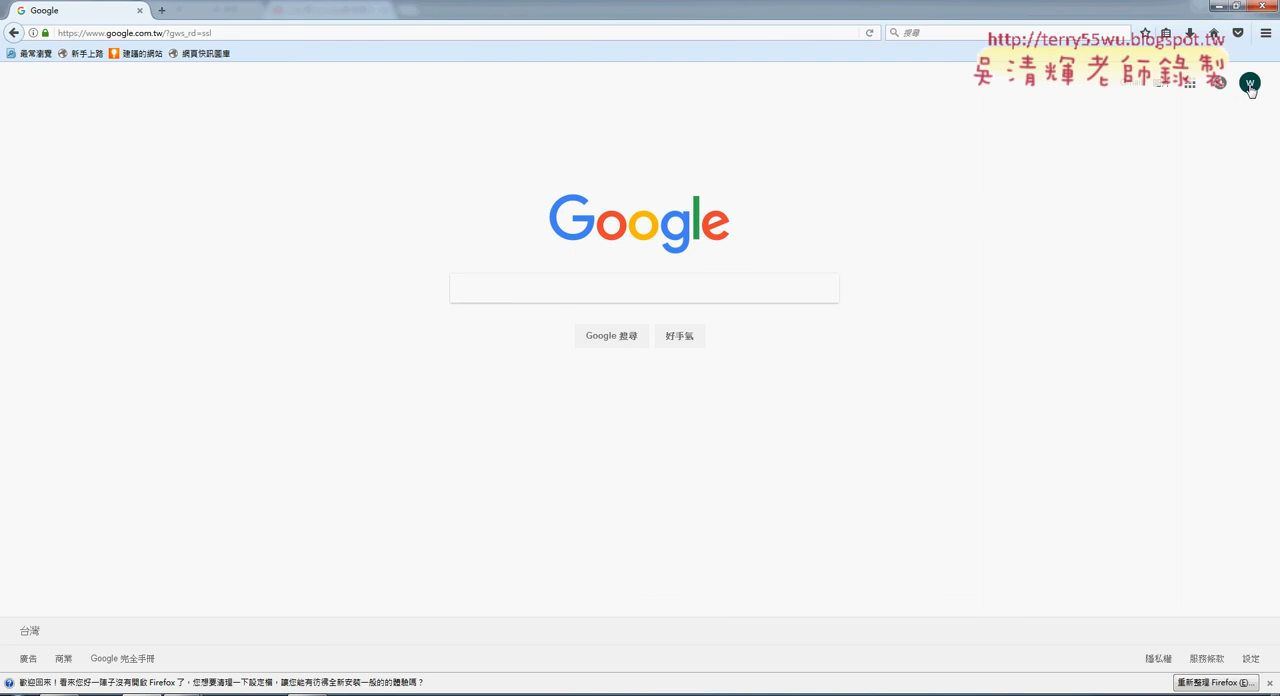 Google
https://www.google.com.tw/?gws_rd=ssl
搜尋
http://terry55wu.blogspot.tw
最常瀏覽 新手上路 建議的網站 網頁快訊圖庫
吳清輝老師錄製
W
Google
Google 搜尋 好手氣
台灣
廣告 商業 Google 完全手冊 隱私權 服務條款 設定
歡迎回來！看來您好一陣子沒有開啟 Firefox 了，您想要清理一下設定檔，讓您能有彷彿全新安裝一般的的體驗嗎？ 重新整理 Firefox (E)...